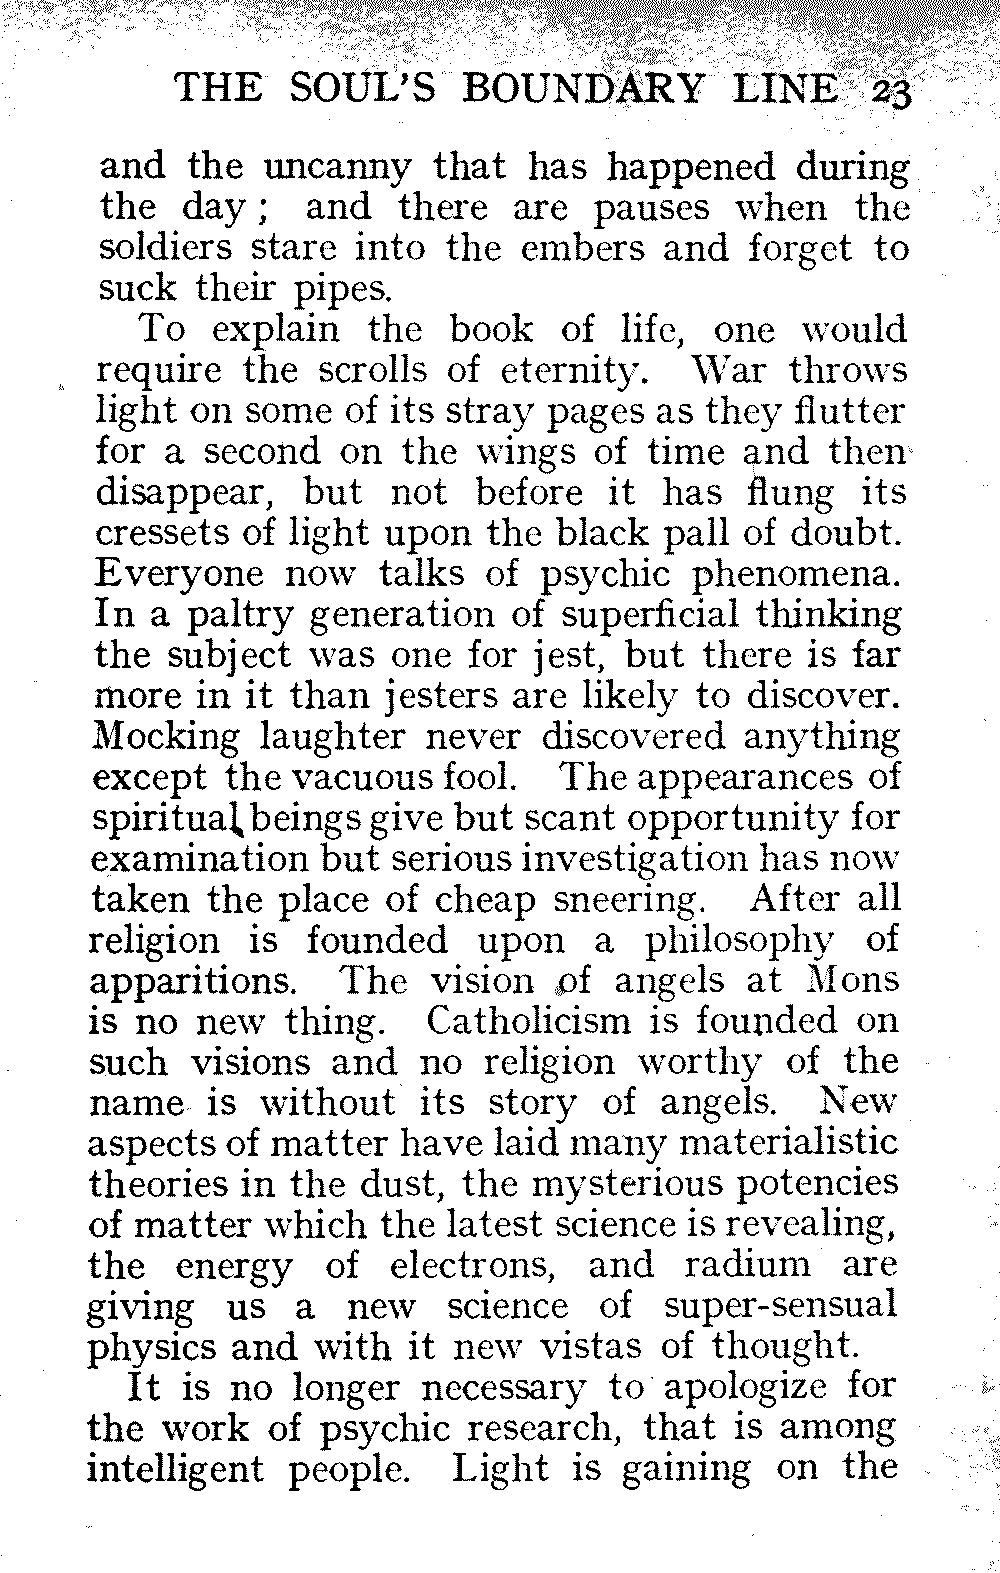 THE SOUL'S BOUNDARY LINE 23
and the uncanny that has happened during
the day ; and there are pauses when the
soldiers stare into the embers and forget to
suck their pipes.
To explain the book of life, one would
require the scrolls of eternity. War throws
light on some of its stray pages as they flutter
for a second on the wings of time and then
disappear, but not before it has flung its
cressets of light upon the black pall of doubt.
Everyone now talks of psychic phenomena.
In a paltry generation of superficial thinking
the subject was one for jest, but there is far
more in it than jesters are likely to discover.
Mocking laughter never discovered anything
except the vacuous fool. The appearances of
spiritual beings give but scant opportunity for
examination but serious investigation has now
taken the place of cheap sneering. After all
religion is founded upon a philosophy of
apparitions. The vision of angels at Mons
is no new thing. Catholicism is founded on
such visions and no religion worthy of the
name is without its story of angels. New
aspects of matter have laid many materialistic
theories in the dust, the mysterious potencies
of matter which the latest science is revealing,
the energy of electrons, and radium are
giving us a new science of super-sensual
physics and with it new vistas of thought.
It is no longer necessary to apologize for
the work of psychic research, that is among
intelligent people. Light is gaining on the